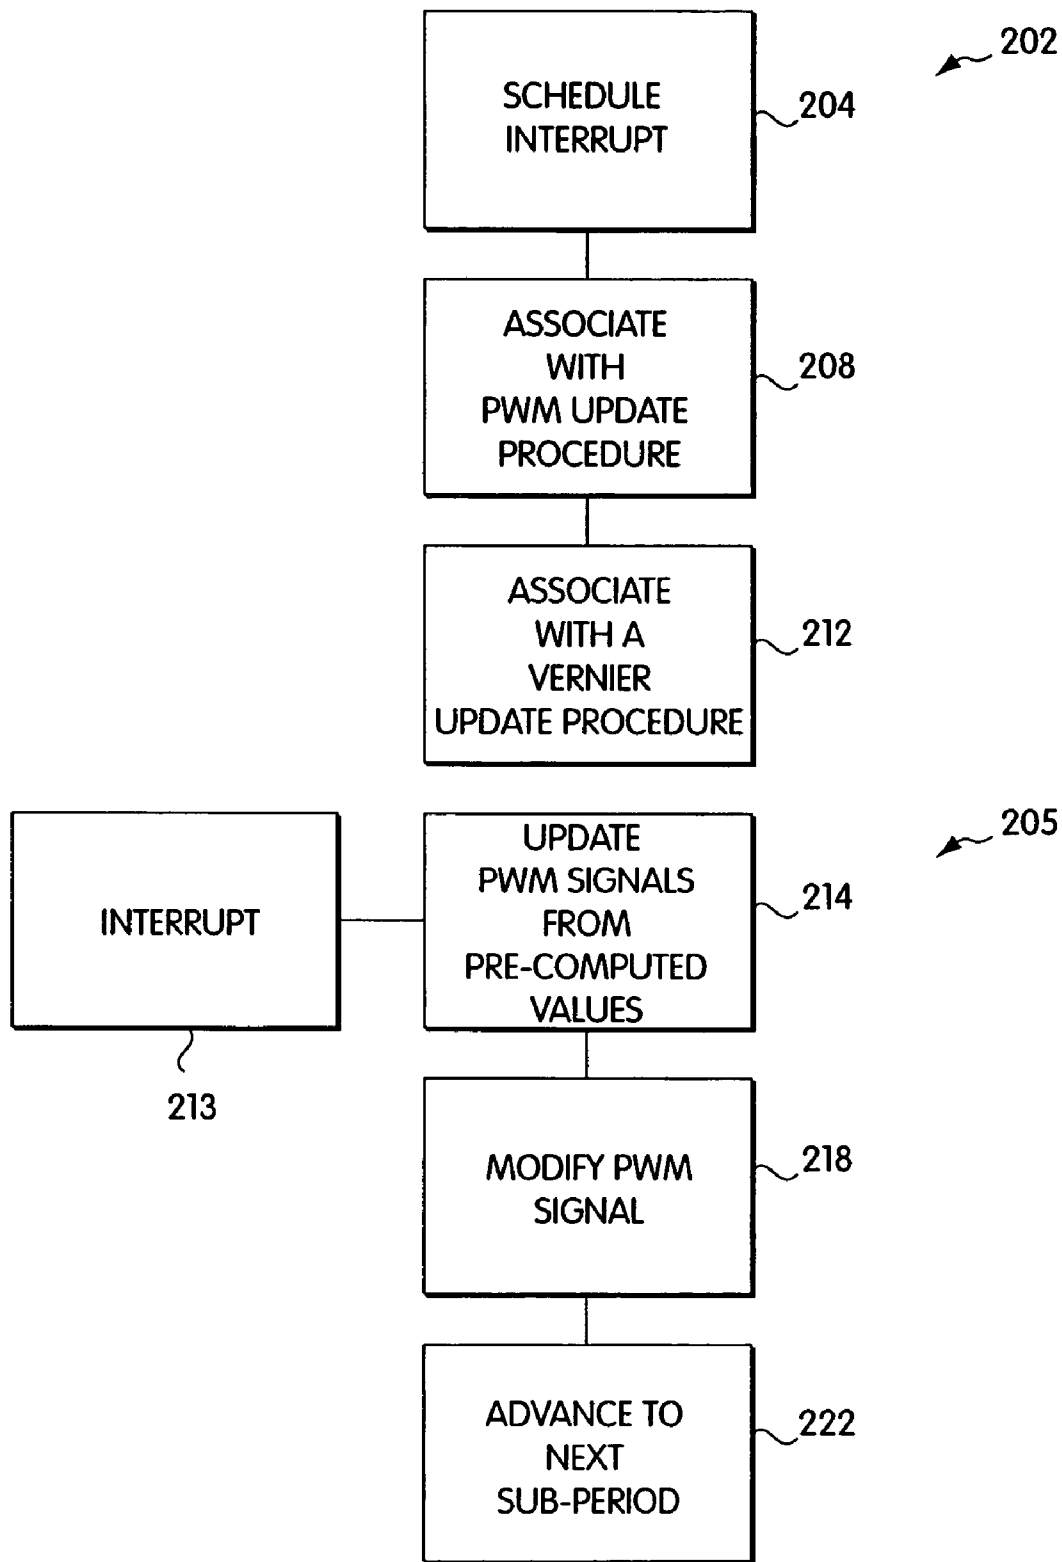 202
SCHEDULE
INTERRUPT
204
ASSOCIATE
WITH
PWM UPDATE
PROCEDURE
208
ASSOCIATE
WITH A
VERNIER
UPDATE PROCEDURE
212
205
INTERRUPT
213
UPDATE
PWM SIGNALS
FROM
PRE-COMPUTED
VALUES
214
MODIFY PWM
SIGNAL
218
ADVANCE TO
NEXT
SUB-PERIOD
222